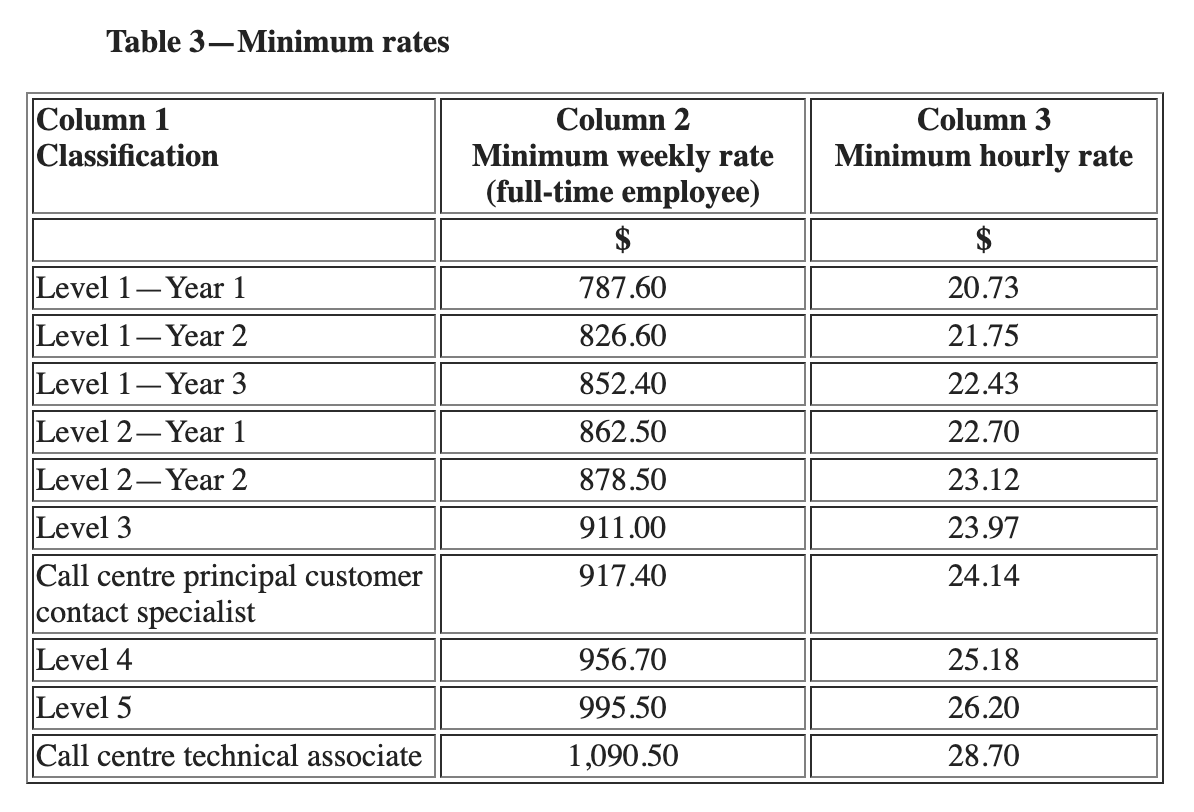 Table 3—Minimum rates
Column 1
Classification
Column 2
Minimum weekly rate
(full-time employee)
Column 3
Minimum hourly rate
$
$
Level 1—Year 1
787.60
20.73
Level 1—Year 2
826.60
21.75
Level 1—Year 3
852.40
22.43
Level 2—Year 1
862.50
22.70
Level 2—Year 2
878.50
23.12
Level 3
911.00
23.97
Call centre principal customer
contact specialist
917.40
24.14
Level 4
956.70
25.18
Level 5
995.50
26.20
Call centre technical associate
1,090.50
28.70